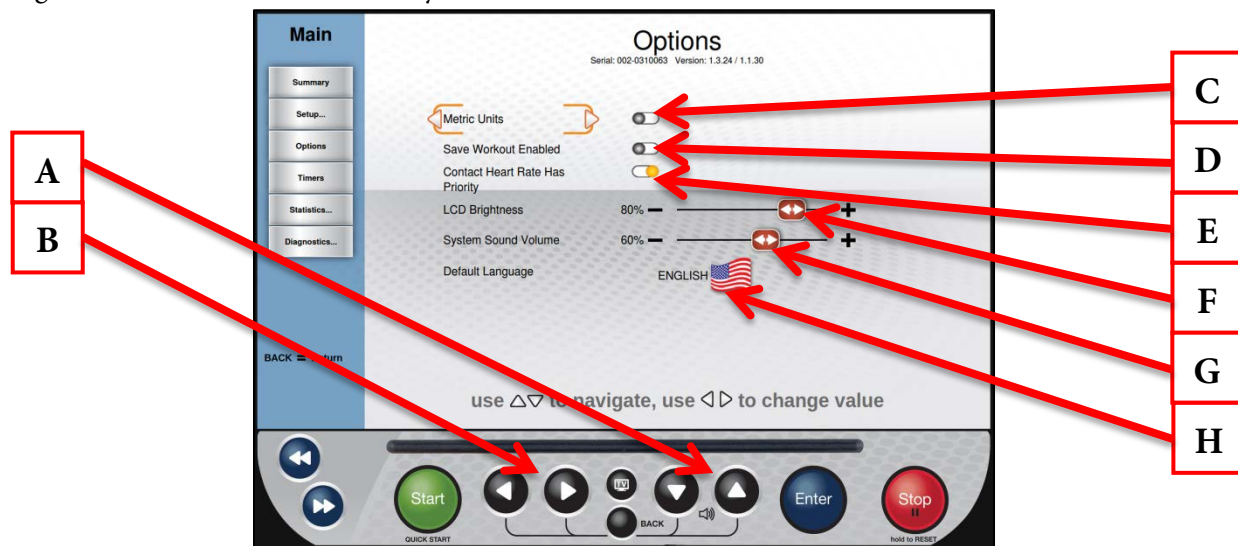 Main
Options
Serial: 002-0310063 Version: 1.3.24 / 1.1.30
Summary
Setup...
Options
Timers
Statistics...
Diagnostics...
BACK = Return
Metric Units
Save Workout Enabled
Contact Heart Rate Has
Priority
LCD Brightness 80%
System Sound Volume 60%
Default Language ENGLISH
use △▽ to navigate, use ◁ ▷ to change value
A
B
C
D
E
F
G
H
Start
QUICK START
TV
BACK
Enter
Stop
hold to RESET